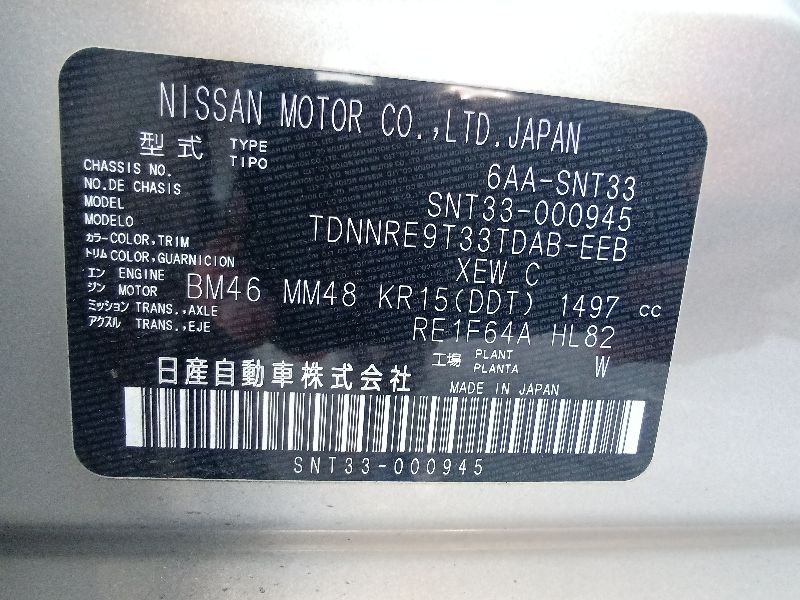 NISSAN MOTOR CO.,LTD.JAPAN
型式 TYPE TIPO 6AA-SNT33
CHASSIS NO.
NO.DE CHASIS SNT33-000945
MODEL
MODELO TDNNRE9T33TDAB-EEB
カラー COLOR,TRIM
トリム COLOR,GUARNICION XEW C
エン ENGINE
ジン MOTOR BM46 MM48 KR15(DDT) 1497 cc
ミッション TRANS.,AXLE
アクスル TRANS.,EJE RE1F64A HL82
工場 PLANT PLANTA W
日産自動車株式会社 MADE IN JAPAN
SNT33-000945